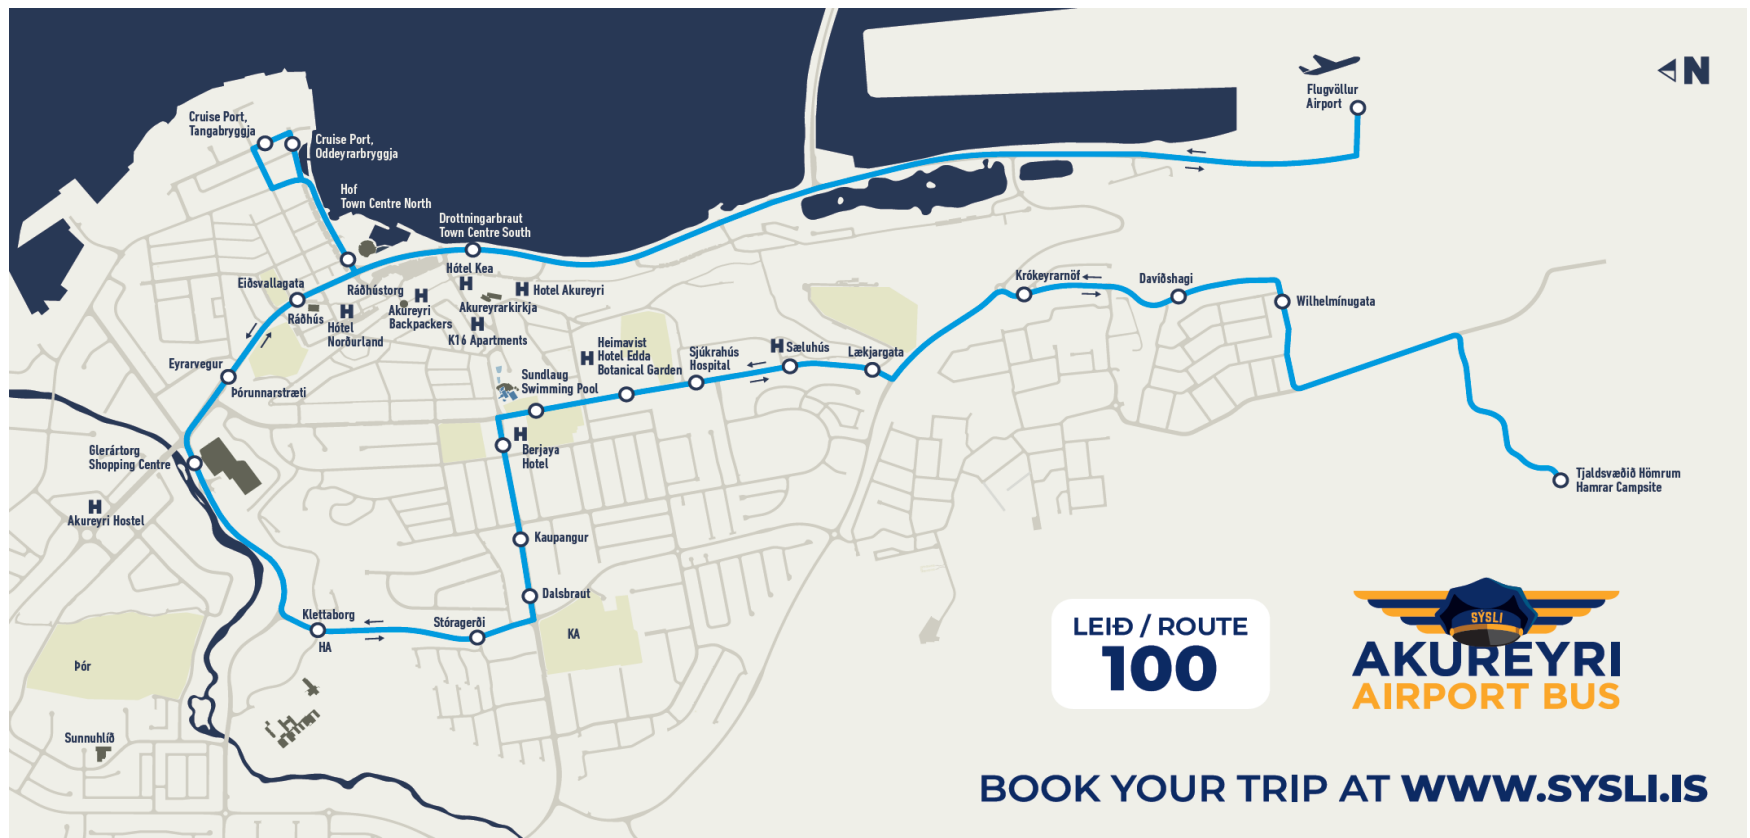 Flugvöllur
Airport
N
Cruise Port,
Tangabryggja
Cruise Port,
Oddeyrarbryggja
Hof
Town Centre North
Drottningarbraut
Town Centre South
Hótel Kea
H
H Hotel Akureyri
Eiðsvallagata
Ráðhústorg
H
Akureyri
Backpackers
Akureyrarkirkja
Ráðhús
H
Hótel
Norðurland
H
K16 Apartments
Krókeyrarnöf
Davíðshagi
Wilhelmínugata
Eyrarvegur
Þórunnarstræti
H Heimavist
Hotel Edda
Botanical Garden
Sjúkrahús
Hospital
H Sæluhús
Lækjargata
Sundlaug
Swimming Pool
H
Berjaya
Hotel
Glerártorg
Shopping Centre
H
Akureyri Hostel
Tjaldsvæðið Hömrum
Hamrar Campsite
Kaupangur
Dalsbraut
Klettaborg
HA
Stóragerði
KA
Þór
Sunnuhlíð
LEIÐ / ROUTE
100
SÝSLI
AKUREYRI
AIRPORT BUS
BOOK YOUR TRIP AT WWW.SYSLI.IS